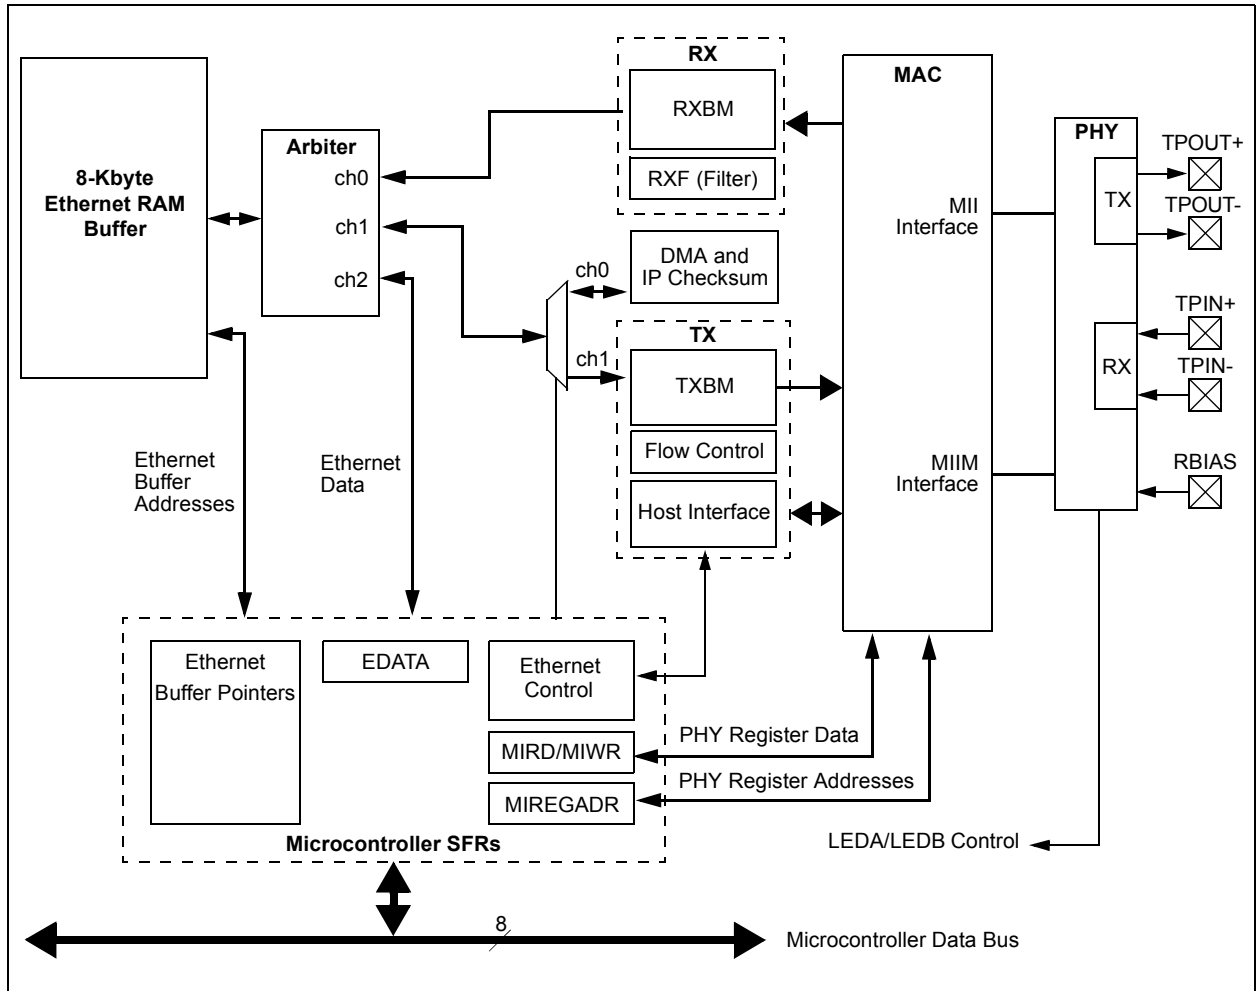 8-Kbyte
Ethernet RAM
Buffer
Arbiter
ch0
ch1
ch2
RX
RXBM
RXF (Filter)
ch0
DMA and
IP Checksum
ch1
TX
TXBM
Flow Control
Host Interface
MAC
MII
Interface
MIIM
Interface
PHY
TX
RX
TPOUT+
TPOUT-
TPIN+
TPIN-
RBIAS
Ethernet
Buffer
Addresses
Ethernet
Data
Ethernet
Buffer Pointers
EDATA
Ethernet
Control
MIRD/MIWR
MIREGADR
Microcontroller SFRs
PHY Register Data
PHY Register Addresses
LEDA/LEDB Control
8
Microcontroller Data Bus